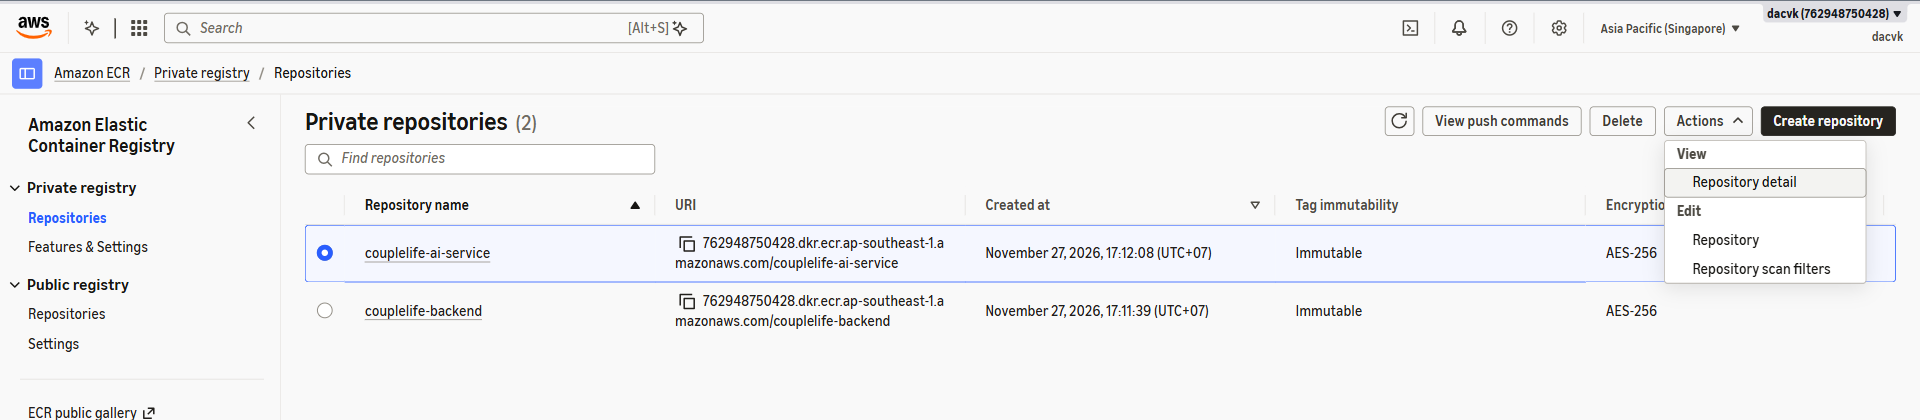 aws
Search
[Alt+S]
Asia Pacific (Singapore)
dacvk (762948750428)
dacvk
Amazon ECR / Private registry / Repositories
Amazon Elastic
Container Registry
Private registry
Repositories
Features & Settings
Public registry
Repositories
Settings
ECR public gallery
Private repositories (2)
View push commands
Delete
Actions
Create repository
Find repositories
View
Repository detail
Edit
Repository
Repository scan filters
Repository name
URI
Created at
Tag immutability
Encryptio
couplelife-ai-service
762948750428.dkr.ecr.ap-southeast-1.a
mazonaws.com/couplelife-ai-service
November 27, 2026, 17:12:08 (UTC+07)
Immutable
AES-256
couplelife-backend
762948750428.dkr.ecr.ap-southeast-1.a
mazonaws.com/couplelife-backend
November 27, 2026, 17:11:39 (UTC+07)
Immutable
AES-256